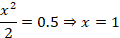 x²/2 = 0.5 ⇒ x = 1